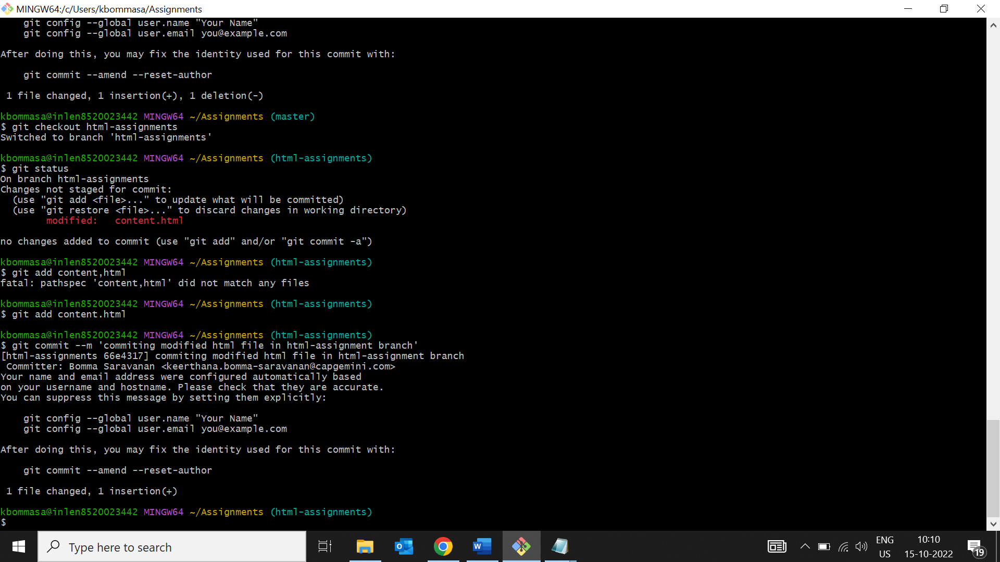 MINGW64:/c/Users/kbommasa/Assignments
git config --global user.name "Your Name"
git config --global user.email you@example.com
After doing this, you may fix the identity used for this commit with:
git commit --amend --reset-author
1 file changed, 1 insertion(+), 1 deletion(-)
kbommasa@inlen8520023442 MINGW64 ~/Assignments (master)
$ git checkout html-assignments
Switched to branch 'html-assignments'
kbommasa@inlen8520023442 MINGW64 ~/Assignments (html-assignments)
$ git status
On branch html-assignments
Changes not staged for commit:
(use "git add <file>..." to update what will be committed)
(use "git restore <file>..." to discard changes in working directory)
modified:   content.html
no changes added to commit (use "git add" and/or "git commit -a")
kbommasa@inlen8520023442 MINGW64 ~/Assignments (html-assignments)
$ git add content,html
fatal: pathspec 'content,html' did not match any files
kbommasa@inlen8520023442 MINGW64 ~/Assignments (html-assignments)
$ git add content.html
kbommasa@inlen8520023442 MINGW64 ~/Assignments (html-assignments)
$ git commit --m 'commiting modified html file in html-assignment branch'
[html-assignments 66e4317] commiting modified html file in html-assignment branch
Committer: Bomma Saravanan <keerthana.bomma-saravanan@capgemini.com>
Your name and email address were configured automatically based
on your username and hostname. Please check that they are accurate.
You can suppress this message by setting them explicitly:
git config --global user.name "Your Name"
git config --global user.email you@example.com
After doing this, you may fix the identity used for this commit with:
git commit --amend --reset-author
1 file changed, 1 insertion(+)
kbommasa@inlen8520023442 MINGW64 ~/Assignments (html-assignments)
$
Type here to search
ENG
US
10:10
15-10-2022
19